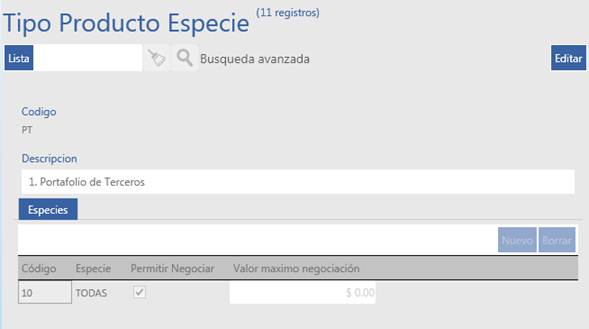 Tipo Producto Especie (11 registros)
Lista Busqueda avanzada Editar
Codigo
PT
Descripcion
1. Portafolio de Terceros
Especies
Nuevo Borrar
Código Especie Permitir Negociar Valor maximo negociación
10 TODAS $ 0.00